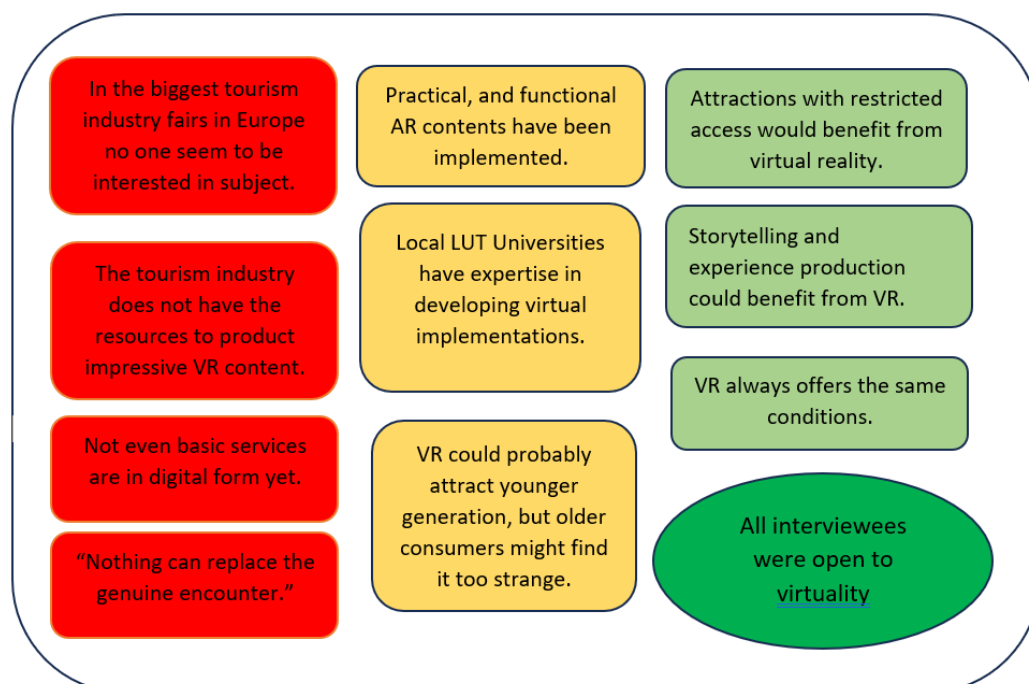 In the biggest tourism
industry fairs in Europe
no one seem to be
interested in subject.
The tourism industry
does not have the
resources to product
impressive VR content.
Not even basic services
are in digital form yet.
“Nothing can replace the
genuine encounter.”
Practical, and functional
AR contents have been
implemented.
Local LUT Universities
have expertise in
developing virtual
implementations.
VR could probably
attract younger
generation, but older
consumers might find
it too strange.
Attractions with restricted
access would benefit from
virtual reality.
Storytelling and
experience production
could benefit from VR.
VR always offers the same
conditions.
All interviewees
were open to
virtuality